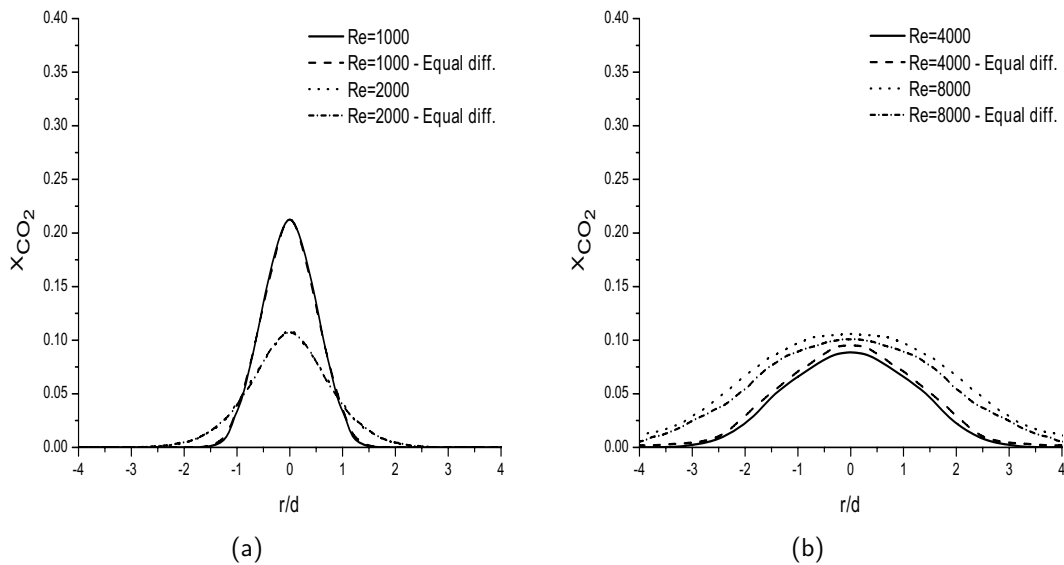 0.40
0.35
0.30
0.25
0.20
0.15
0.10
0.05
0.00
XCO2
Re=1000
Re=1000 - Equal diff.
Re=2000
Re=2000 - Equal diff.
-4 -3 -2 -1 0 1 2 3 4
r/d
(a)
0.40
0.35
0.30
0.25
0.20
0.15
0.10
0.05
0.00
XCO2
Re=4000
Re=4000 - Equal diff.
Re=8000
Re=8000 - Equal diff.
-4 -3 -2 -1 0 1 2 3 4
r/d
(b)